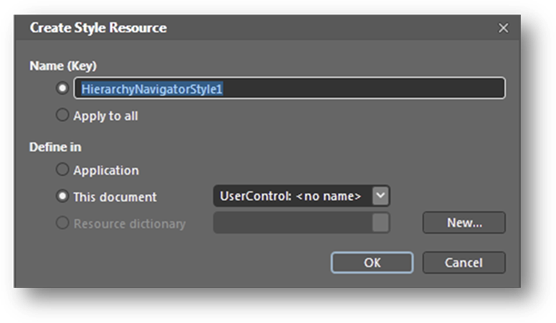 Create Style Resource
Name (Key)
HierarchyNavigatorStyle1
Apply to all
Define in
Application
This document UserControl: <no name>
Resource dictionary New...
OK Cancel